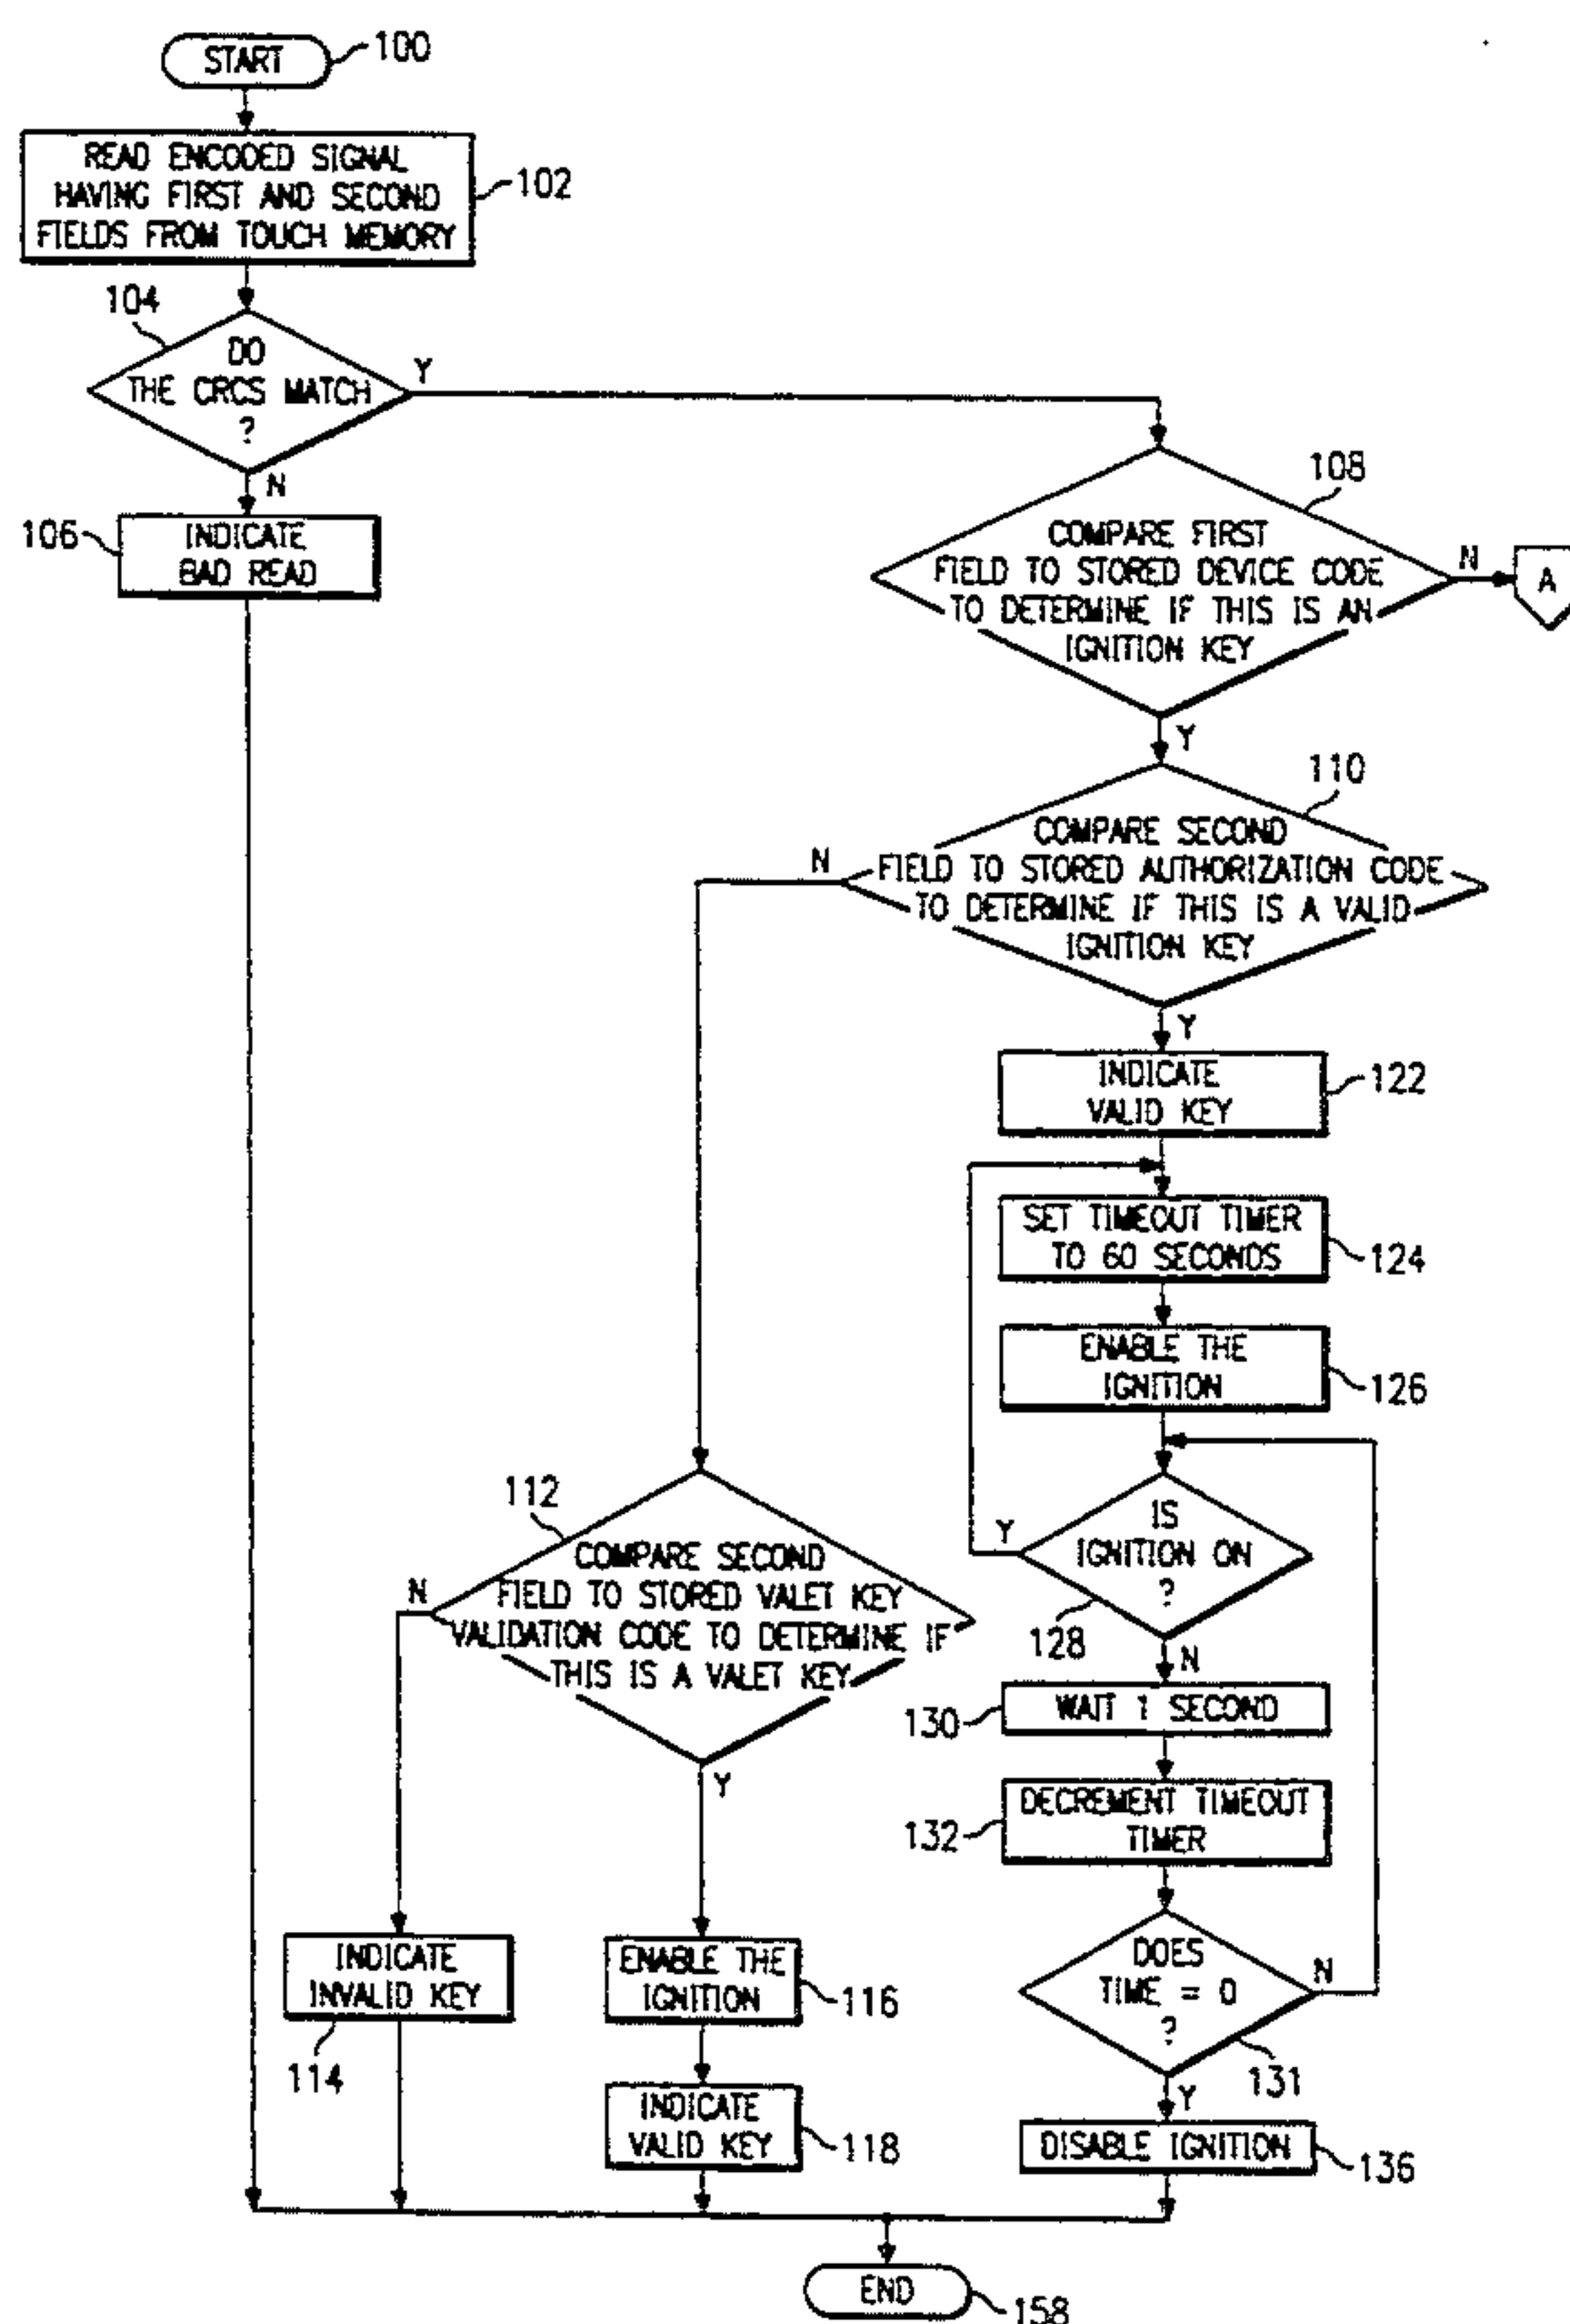 START
100
READ ENCODED SIGNAL
HAVING FIRST AND SECOND
FIELDS FROM TOUCH MEMORY
102
104
DO
THE CRCS MATCH
?
Y
N
106
INDICATE
BAD READ
108
COMPARE FIRST
FIELD TO STORED DEVICE CODE
TO DETERMINE IF THIS IS AN
IGNITION KEY
N
A
Y
110
COMPARE SECOND
FIELD TO STORED AUTHORIZATION CODE
TO DETERMINE IF THIS IS A VALID
IGNITION KEY
N
Y
INDICATE
VALID KEY
122
SET TIMEOUT TIMER
TO 60 SECONDS
124
ENABLE THE
IGNITION
126
112
COMPARE SECOND
FIELD TO STORED VALET KEY
VALIDATION CODE TO DETERMINE IF
THIS IS A VALET KEY
N
Y
IS
IGNITION ON
?
Y
128
N
130
WAIT 1 SECOND
132
DECREMENT TIMEOUT
TIMER
DOES
TIME = 0
?
N
131
Y
INDICATE
INVALID KEY
114
ENABLE THE
IGNITION
116
INDICATE
VALID KEY
118
DISABLE IGNITION
136
END
158